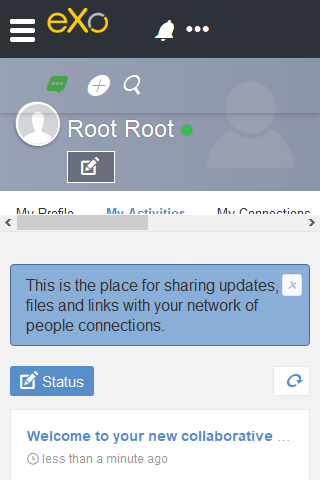 eXo
Root Root
My Profile My Activities My Connections
This is the place for sharing updates,
files and links with your network of
people connections.
x
Status
Welcome to your new collaborative ...
less than a minute ago